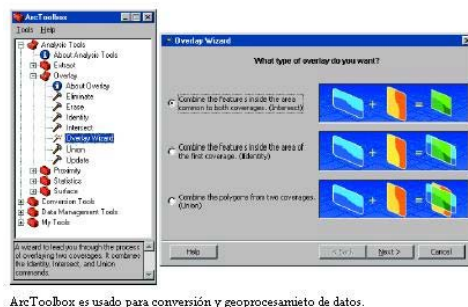 ArcToolbox
Tools Help
Analysis Tools
About Analysis Tools
Extract
Overlay
About Overlay
Eliminate
Erase
Identity
Intersect
Overlay Wizard
Union
Update
Proximity
Statistics
Surface
Conversion Tools
Data Management Tools
My Tools
A wizard to lead you through the process
of overlaying two coverages. It combines
the Identity, Intersect, and Union
commands.
Overlay Wizard
What type of overlay do you want?
Combine the features inside the area
common to both coverages. (Intersect)
Combine the features inside the area of
the first coverage. (Identity)
Combine the polygons from two coverages.
(Union)
Help
< Back
Next >
Cancel
ArcToolbox es usado para conversión y geoprocesamieto de datos.